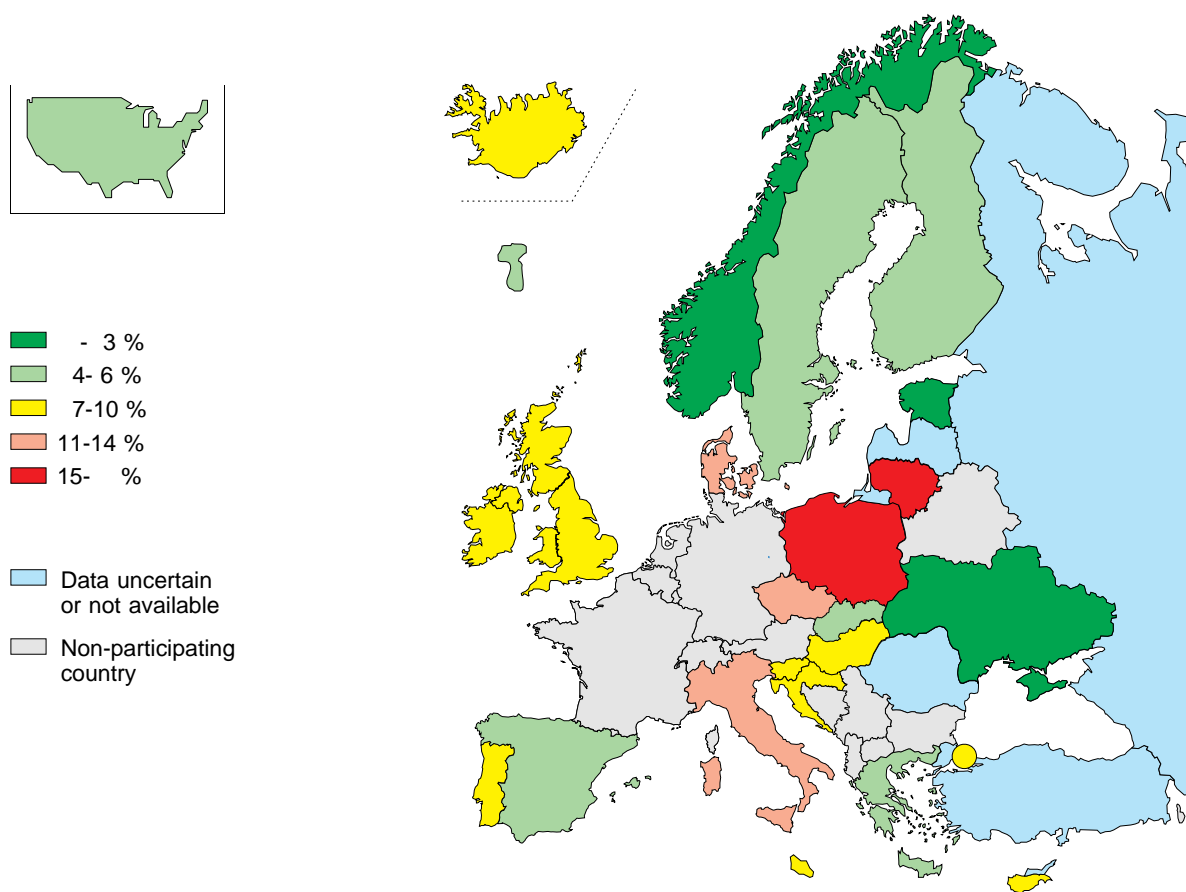 - 3 %
4- 6 %
7-10 %
11-14 %
15- %
Data uncertain
or not available
Non-participating
country